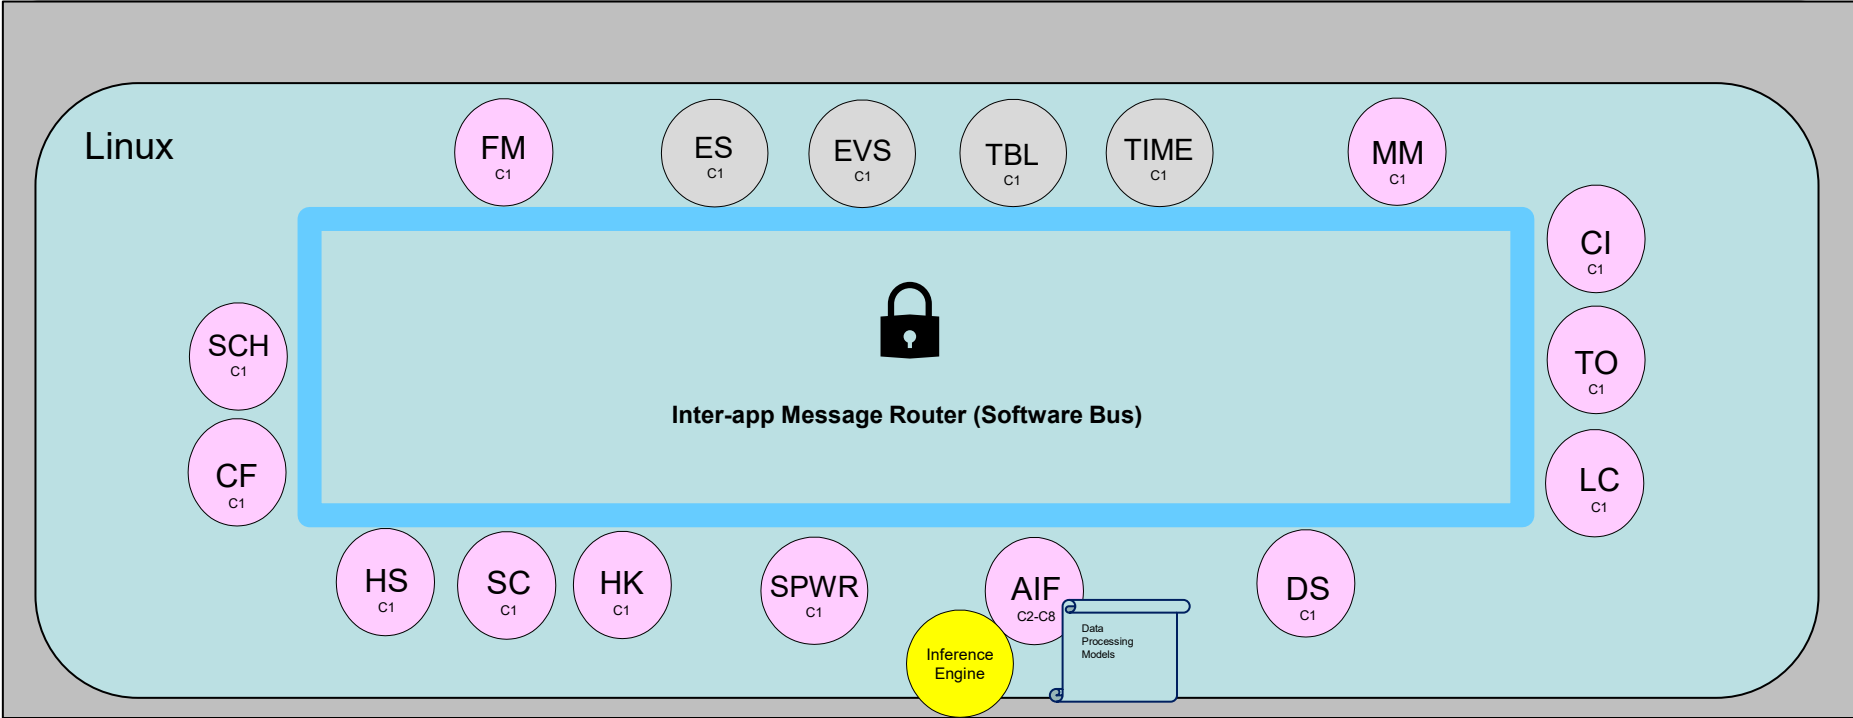 Linux
FM
C1
ES
C1
EVS
C1
TBL
C1
TIME
C1
MM
C1
CI
C1
SCH
C1
TO
C1
Inter-app Message Router (Software Bus)
CF
C1
LC
C1
HS
C1
SC
C1
HK
C1
SPWR
C1
AIF
C2-C8
DS
C1
Data
Processing
Models
Inference
Engine